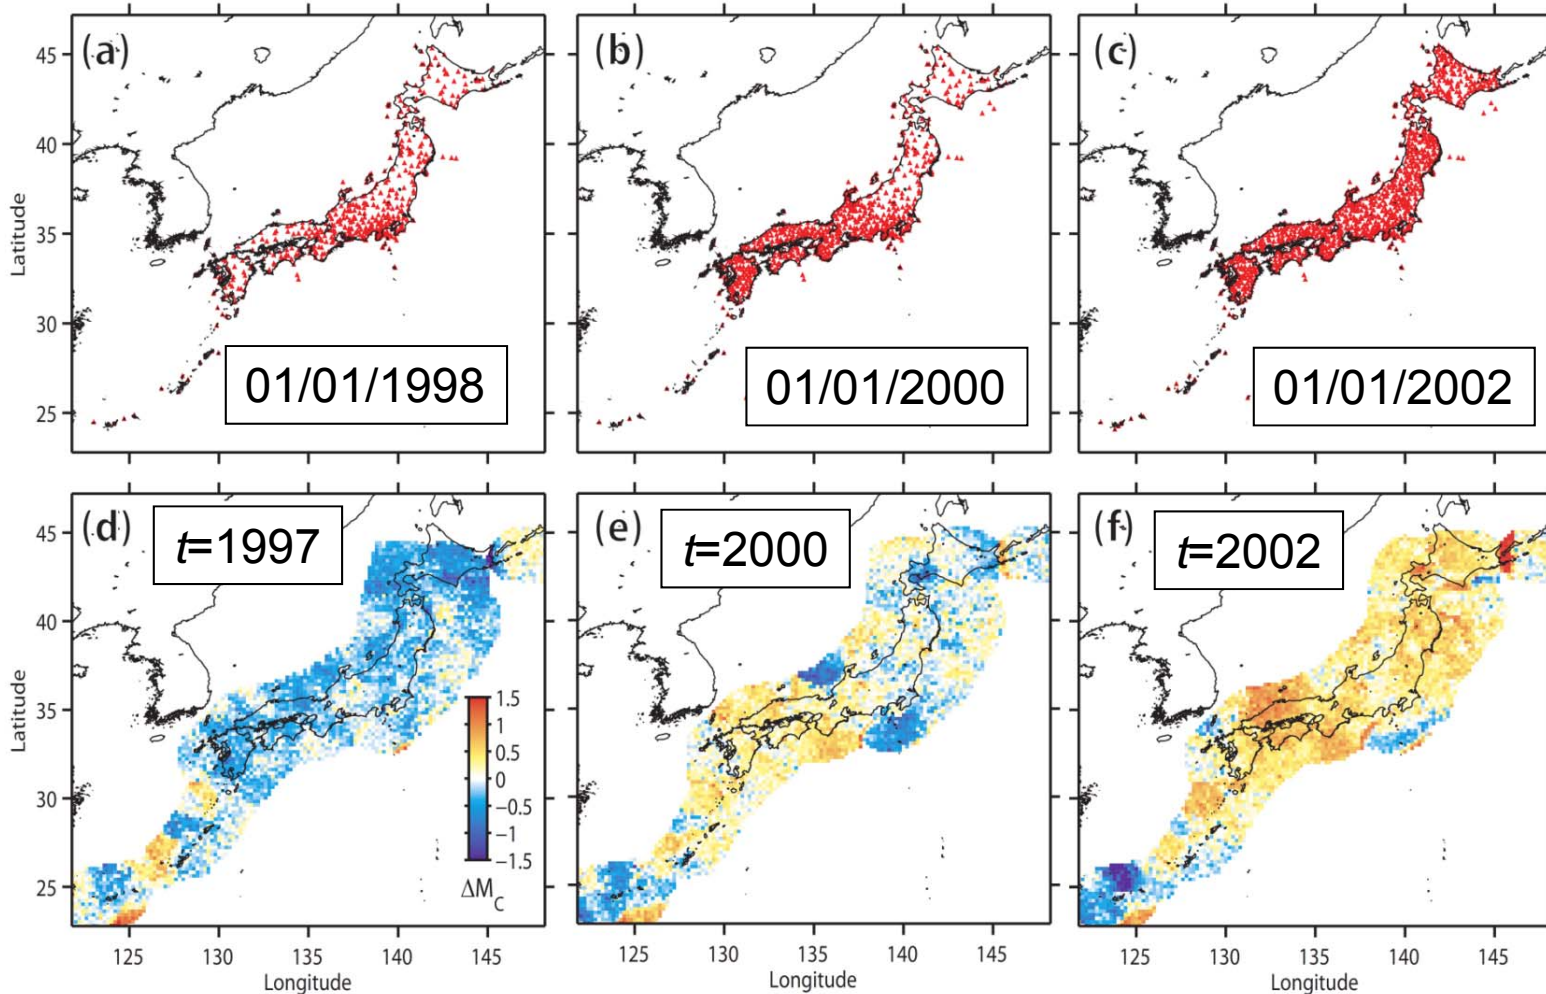 (a)
(b)
(c)
45
40
35
30
25
Latitude
01/01/1998
01/01/2000
01/01/2002
(d)
t=1997
(e)
t=2000
(f)
t=2002
45
40
35
30
25
Latitude
1.5
1
0.5
0
−0.5
−1
−1.5
ΔMC
125 130 135 140 145
125 130 135 140 145
125 130 135 140 145
Longitude
Longitude
Longitude